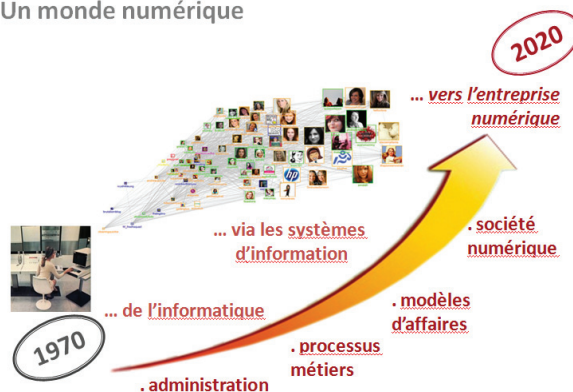 Un monde numérique
2020
... vers l'entreprise
numérique
hp
... via les systèmes
d'information
. société
numérique
... de l'informatique
. modèles
d'affaires
1970
. processus
métiers
. administration